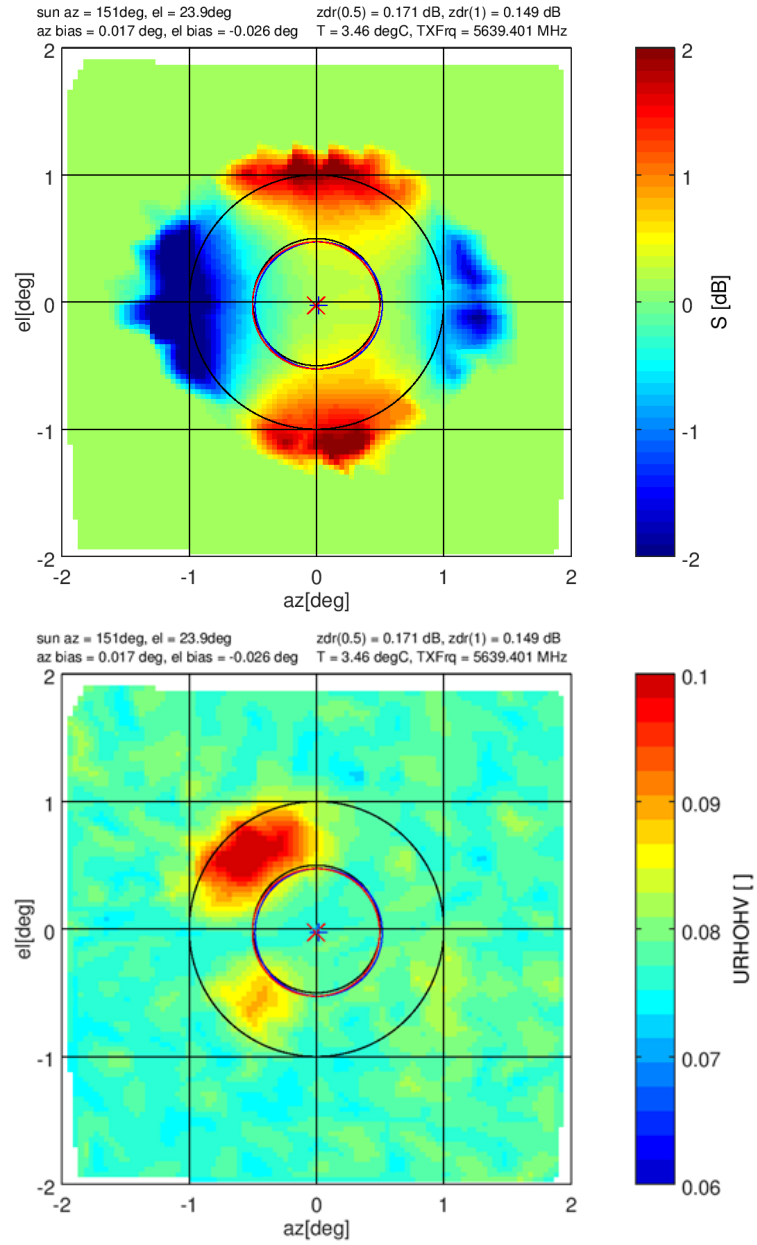 sun az = 151deg, el = 23.9deg zdr(0.5) = 0.171 dB, zdr(1) = 0.149 dB
az bias = 0.017 deg, el bias = -0.026 deg T = 3.46 degC, TXFrq = 5639.401 MHz
2
1
0
-1
-2
el[deg]
-2 -1 0 1 2
az[deg]
2
1
0
-1
-2
S [dB]
sun az = 151deg, el = 23.9deg zdr(0.5) = 0.171 dB, zdr(1) = 0.149 dB
az bias = 0.017 deg, el bias = -0.026 deg T = 3.46 degC, TXFrq = 5639.401 MHz
2
1
0
-1
-2
el[deg]
-2 -1 0 1 2
az[deg]
0.1
0.09
0.08
0.07
0.06
URHOHV [ ]